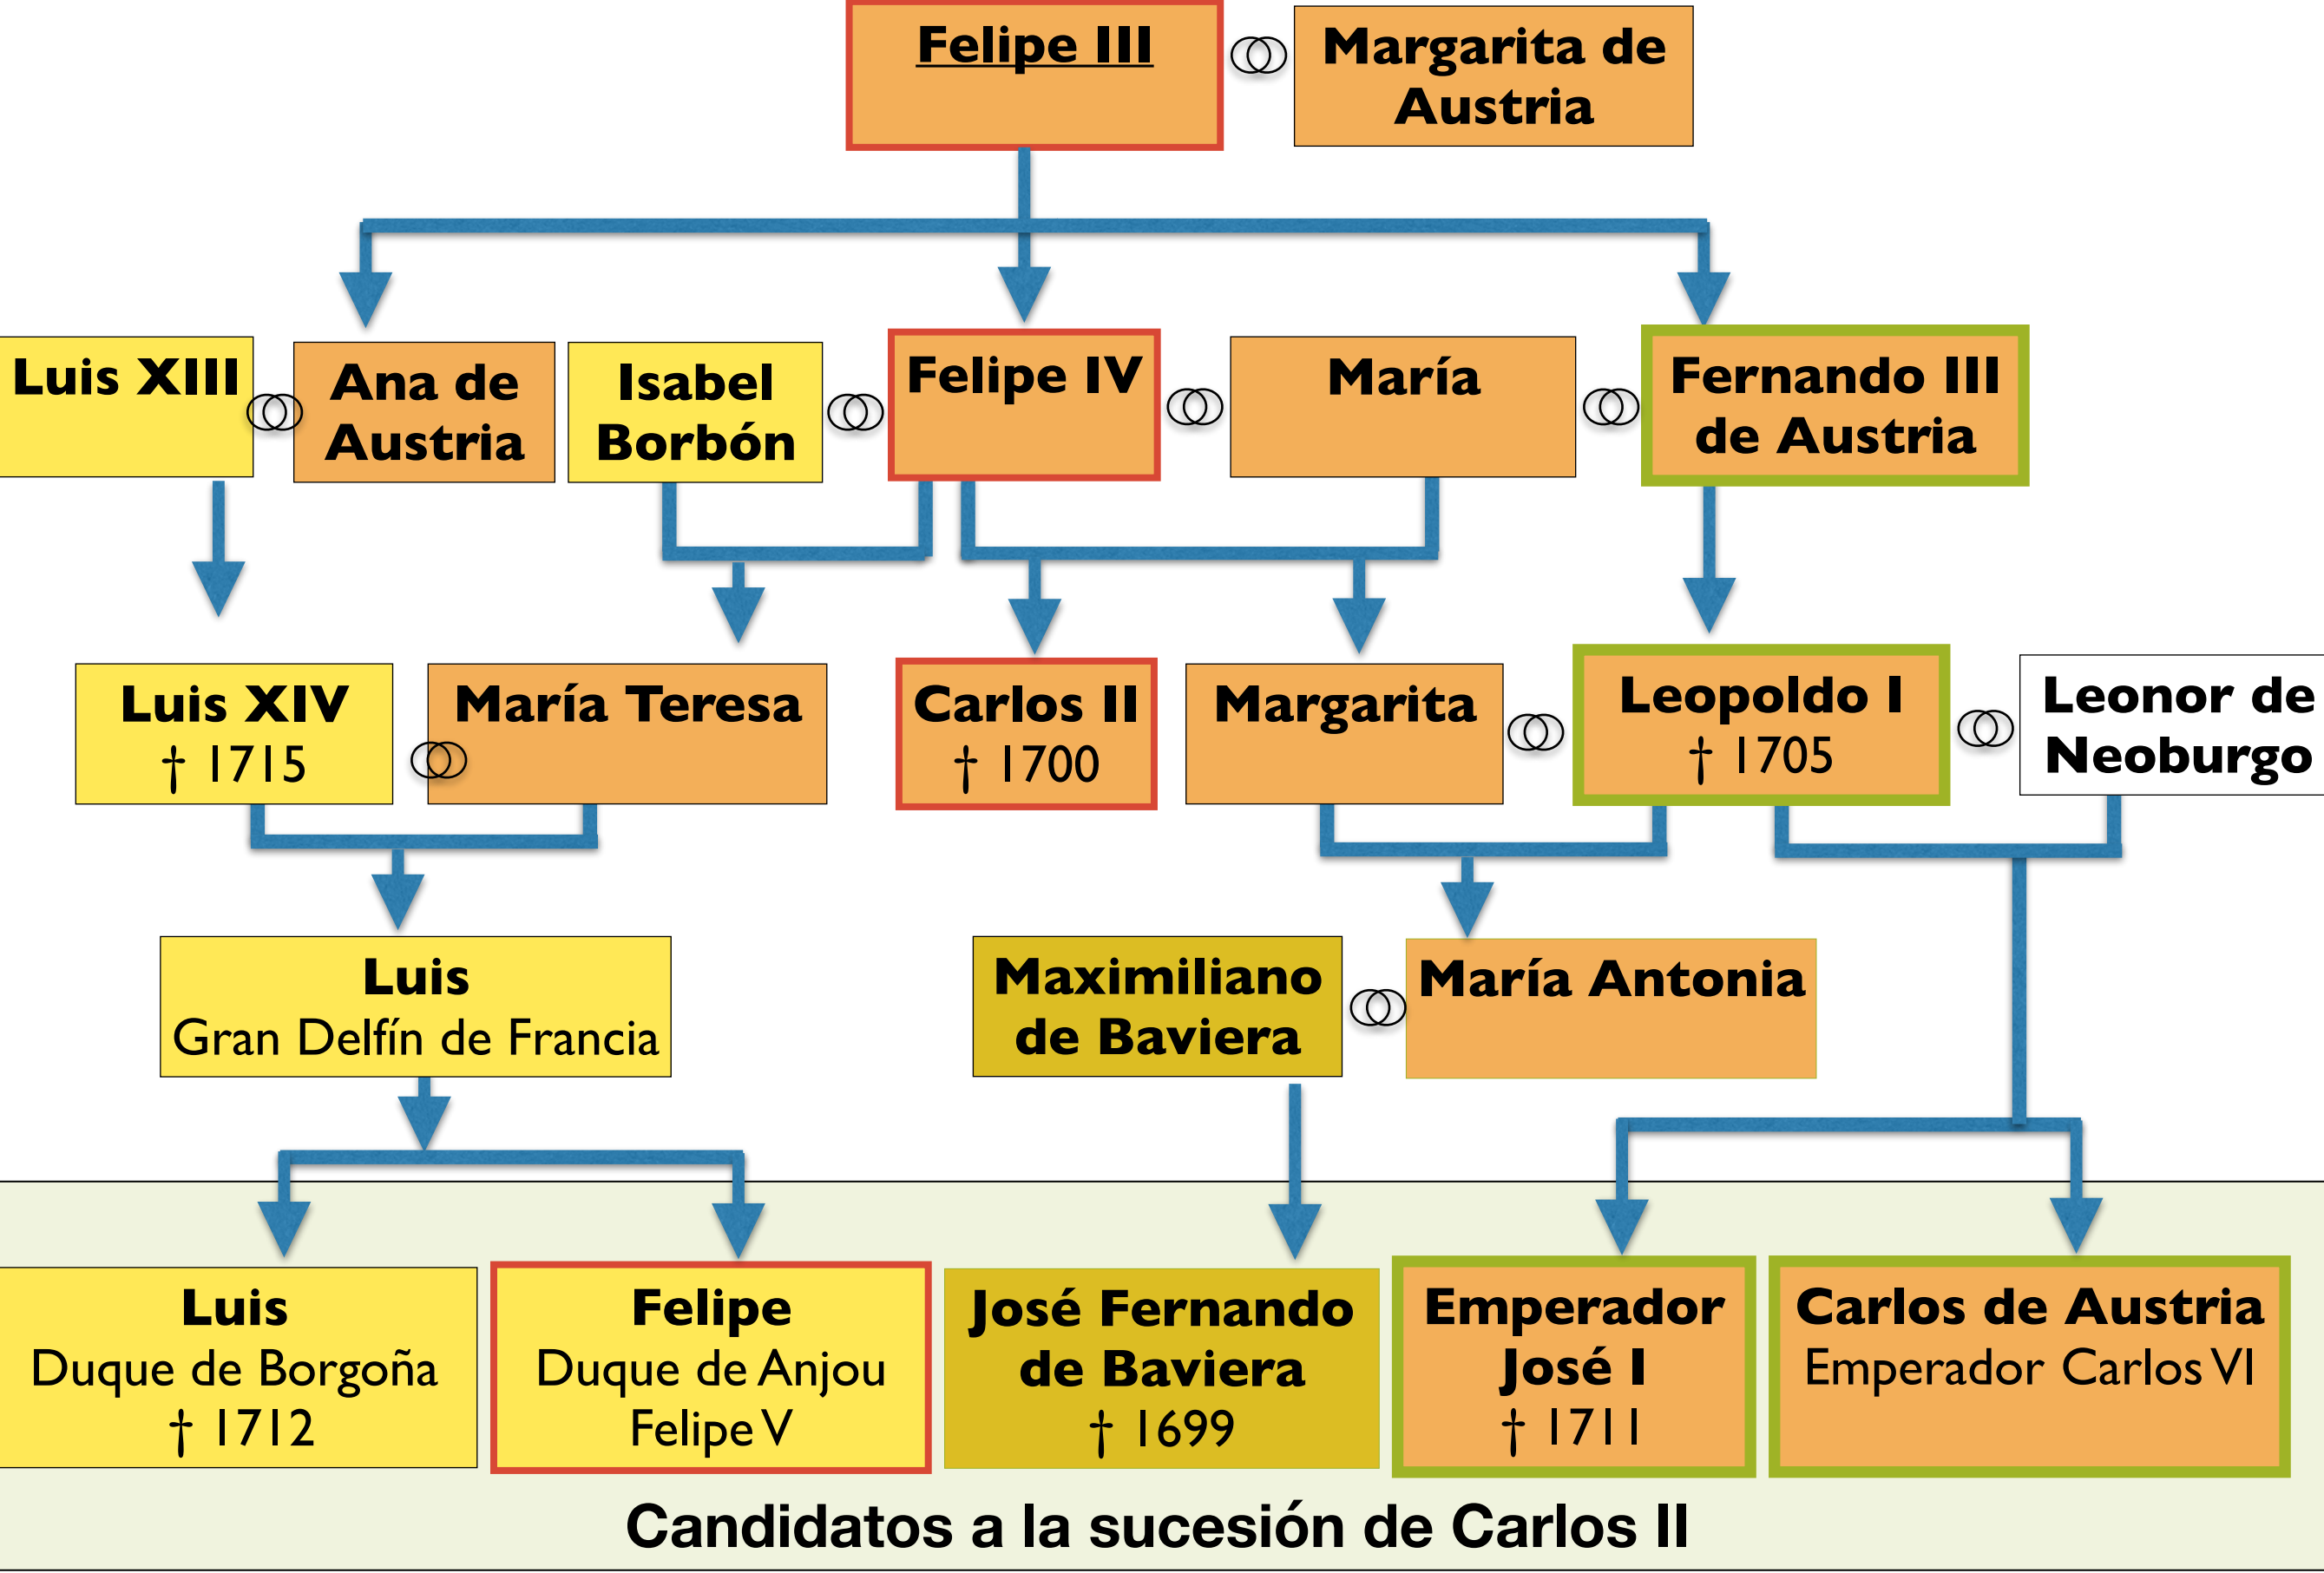 Felipe III
Margarita de
Austria
Luis XIII
Ana de
Austria
Isabel
Borbón
Felipe IV
María
Fernando III
de Austria
Luis XIV
† 1715
María Teresa
Carlos II
† 1700
Margarita
Leopoldo I
† 1705
Leonor de
Neoburgo
Luis
Gran Delfín de Francia
Maximiliano
de Baviera
María Antonia
Luis
Duque de Borgoña
† 1712
Felipe
Duque de Anjou
Felipe V
José Fernando
de Baviera
† 1699
Emperador
José I
† 1711
Carlos de Austria
Emperador Carlos VI
Candidatos a la sucesión de Carlos II